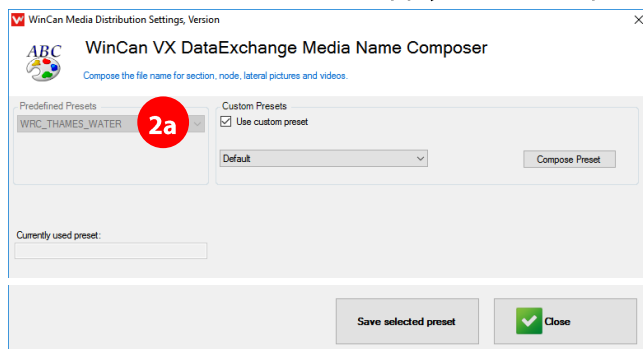 WinCan Media Distribution Settings, Version
ABC
WinCan VX DataExchange Media Name Composer
Compose the file name for section, node, lateral pictures and videos.
Predefined Presets
WRC_THAMES_WATER
2a
Custom Presets
Use custom preset
Default
Compose Preset
Currently used preset:
Save selected preset
Close